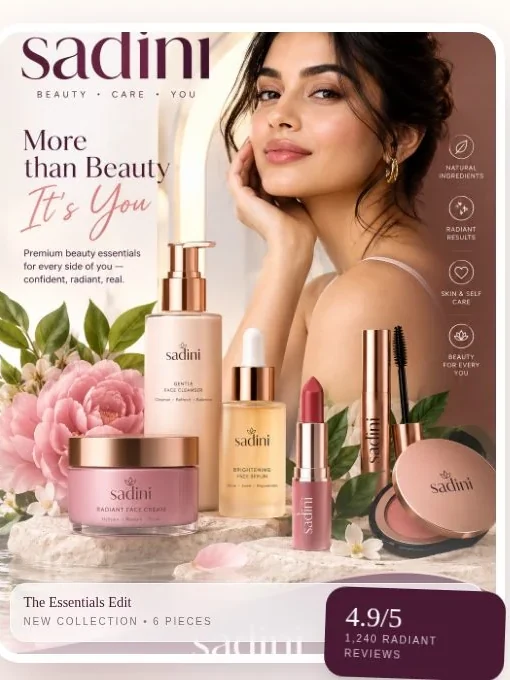 sadini
BEAUTY • CARE • YOU
More
than Beauty
It's You
Premium beauty essentials
for every side of you —
confident, radiant, real.
NATURAL
INGREDIENTS
RADIANT
RESULTS
SKIN & SELF
CARE
BEAUTY
FOR EVERY
YOU
sadini
GENTLE
FACE CLEANSER
sadini
BRIGHTENING
FACE SERUM
sadini
RADIANT FACE CREAM
sadini
sadini
sadini
The Essentials Edit
NEW COLLECTION • 6 PIECES
sadini
4.9/5
1,240 RADIANT
REVIEWS